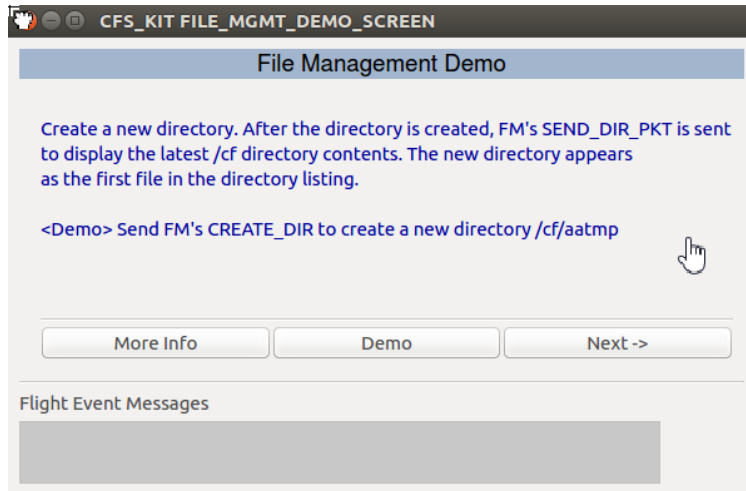 CFS_KIT FILE_MGMT_DEMO_SCREEN
File Management Demo
Create a new directory. After the directory is created, FM's SEND_DIR_PKT is sent
to display the latest /cf directory contents. The new directory appears
as the first file in the directory listing.
<Demo> Send FM's CREATE_DIR to create a new directory /cf/aatmp
More Info Demo Next ->
Flight Event Messages